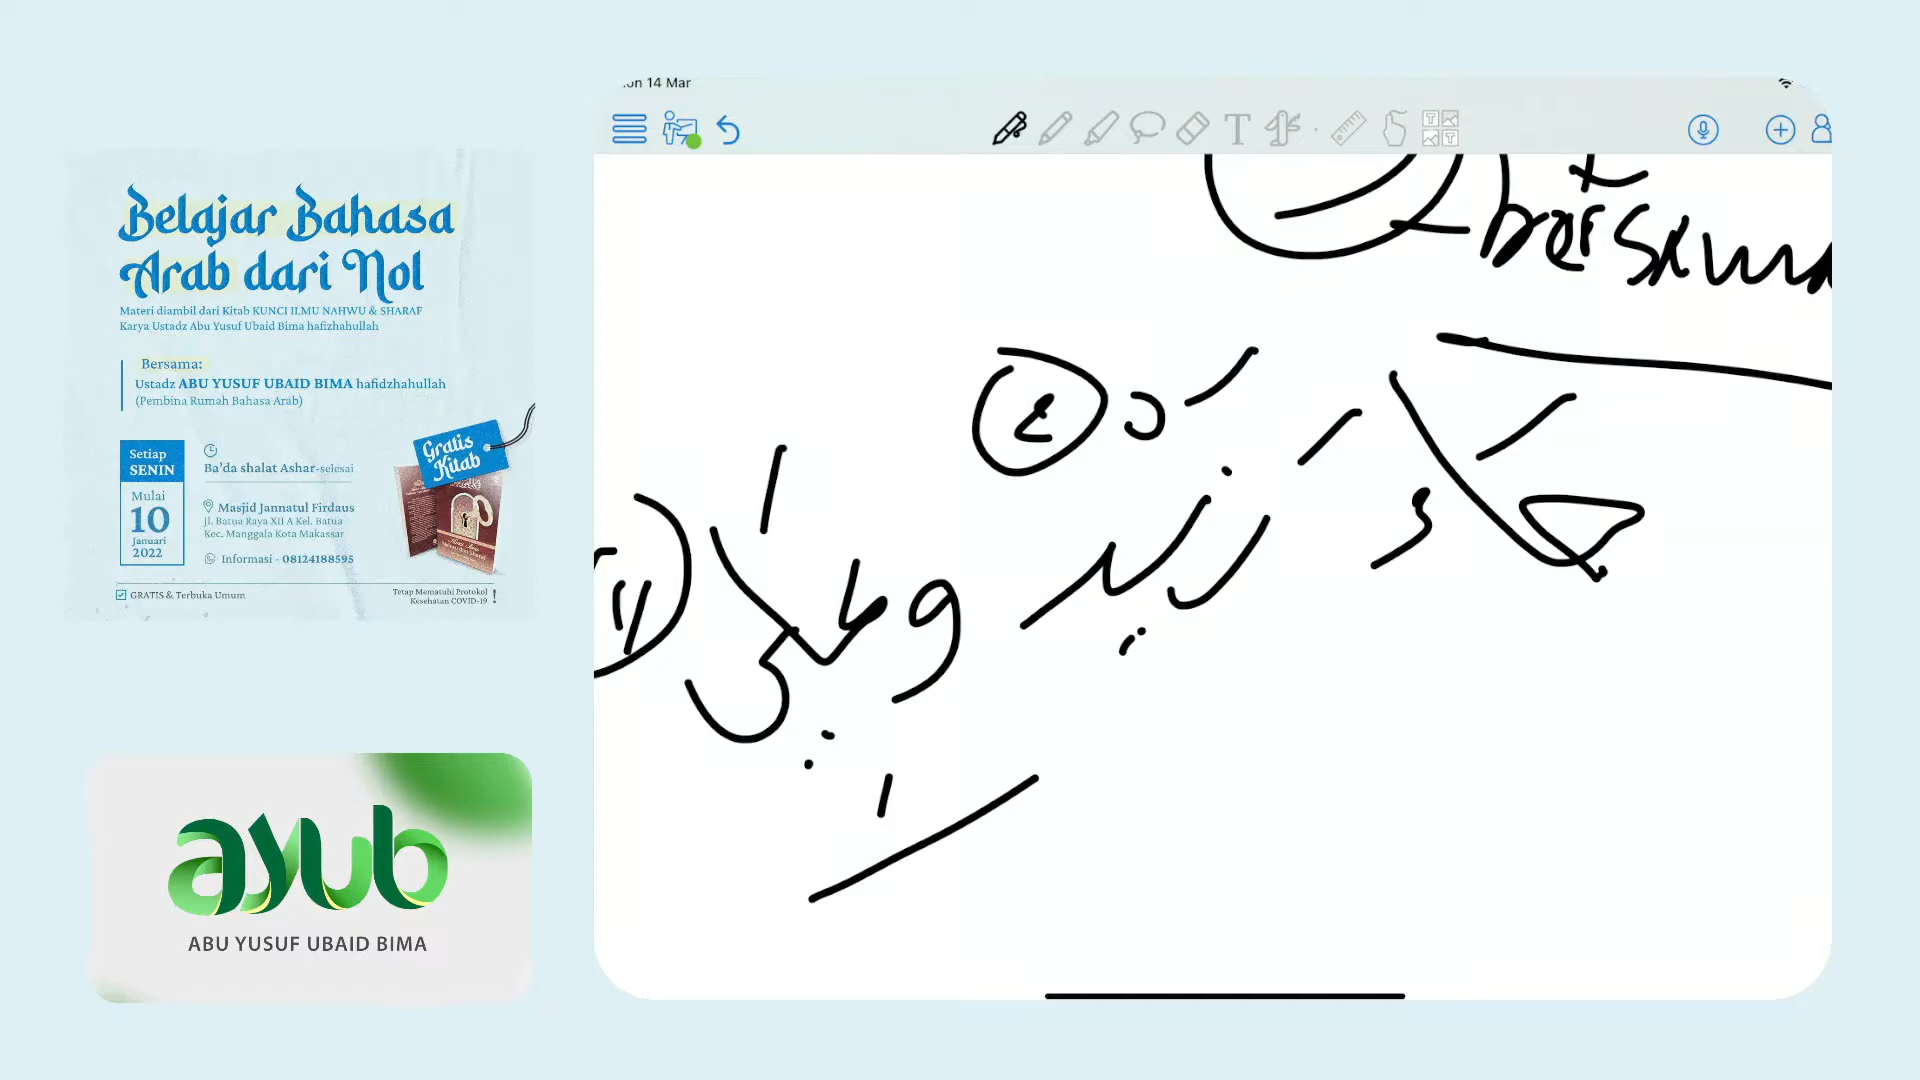 Belajar Bahasa
Arab dari Nol
Materi diambil dari Kitab KUNCI ILMU NAHWU & SHARAF
Karya Ustadz Abu Yusuf Ubaid Bima hafizhahullah
Bersama:
Ustadz ABU YUSUF UBAID BIMA hafidzhahullah
(Pembina Rumah Bahasa Arab)
Setiap
SENIN
Mulai
10
Januari
2022
Ba'da shalat Ashar-selesai
Masjid Jannatul Firdaus
Jl. Batua Raya XII A Kel. Batua
Kec. Manggala Kota Makassar
Informasi - 08124188595
Gratis
Kitab
GRATIS & Terbuka Umum
Tetap Mematuhi Protokol
Kesehatan COVID-19 !
ayub
ABU YUSUF UBAID BIMA
14 Mar
T
زيد